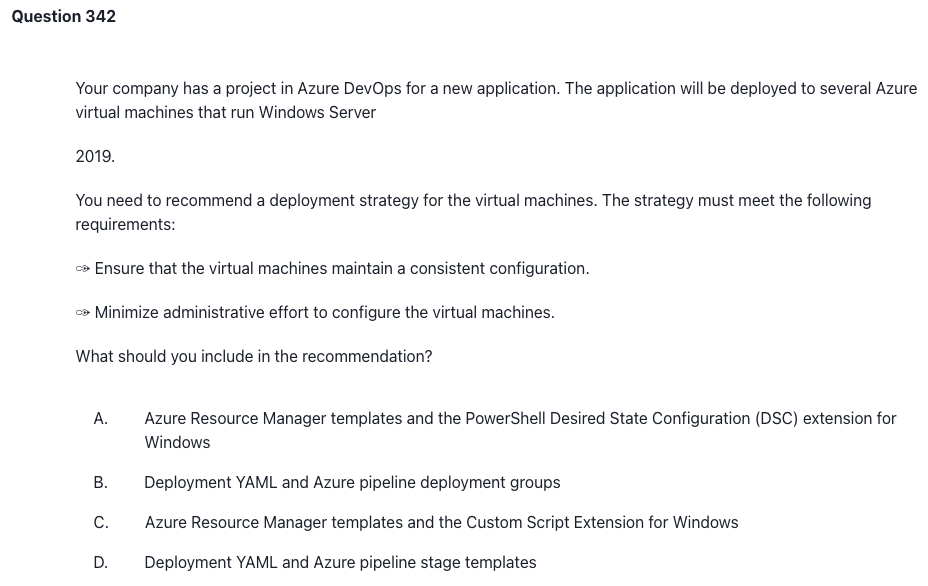 Question 342
Your company has a project in Azure DevOps for a new application. The application will be deployed to several Azure
virtual machines that run Windows Server
2019.
You need to recommend a deployment strategy for the virtual machines. The strategy must meet the following
requirements:
✑ Ensure that the virtual machines maintain a consistent configuration.
✑ Minimize administrative effort to configure the virtual machines.
What should you include in the recommendation?
A. Azure Resource Manager templates and the PowerShell Desired State Configuration (DSC) extension for
Windows
B. Deployment YAML and Azure pipeline deployment groups
C. Azure Resource Manager templates and the Custom Script Extension for Windows
D. Deployment YAML and Azure pipeline stage templates